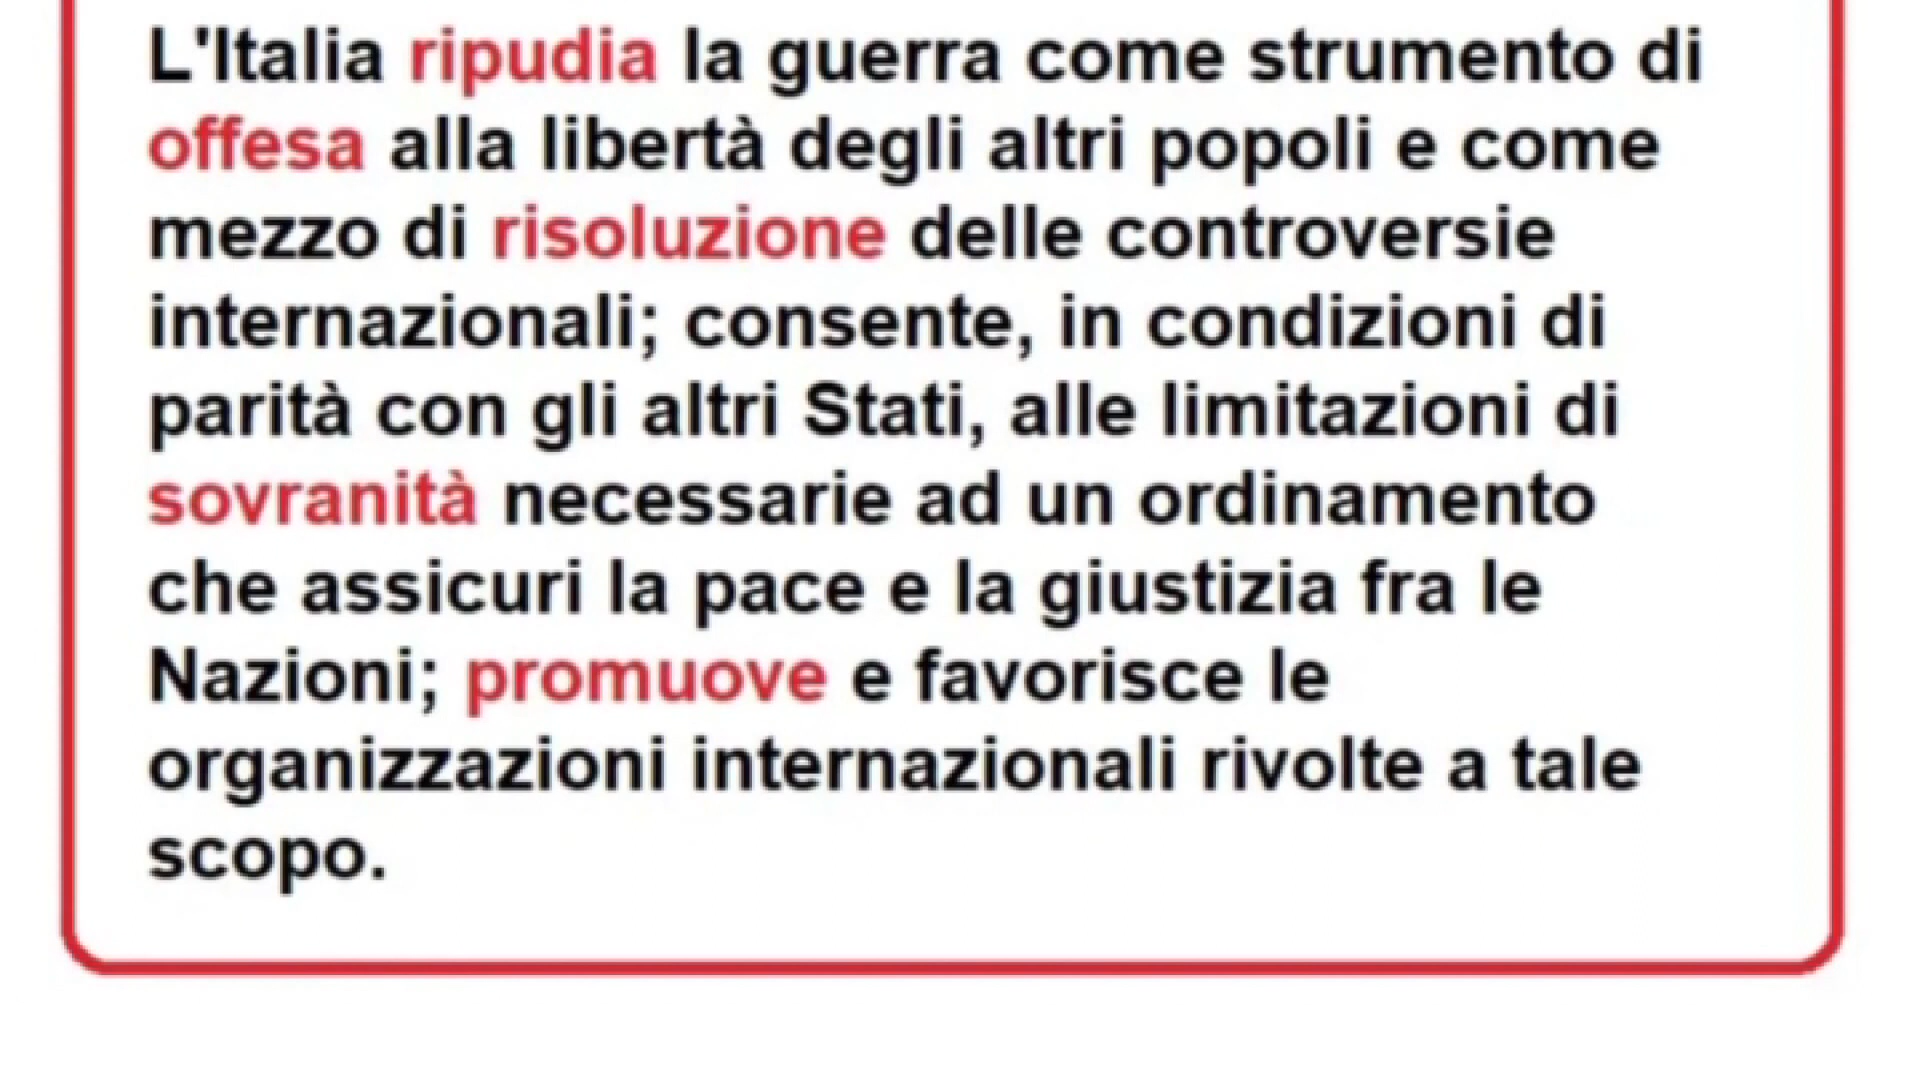 L'Italia ripudia la guerra come strumento di
offesa alla libertà degli altri popoli e come
mezzo di risoluzione delle controversie
internazionali; consente, in condizioni di
parità con gli altri Stati, alle limitazioni di
sovranità necessarie ad un ordinamento
che assicuri la pace e la giustizia fra le
Nazioni; promuove e favorisce le
organizzazioni internazionali rivolte a tale
scopo.